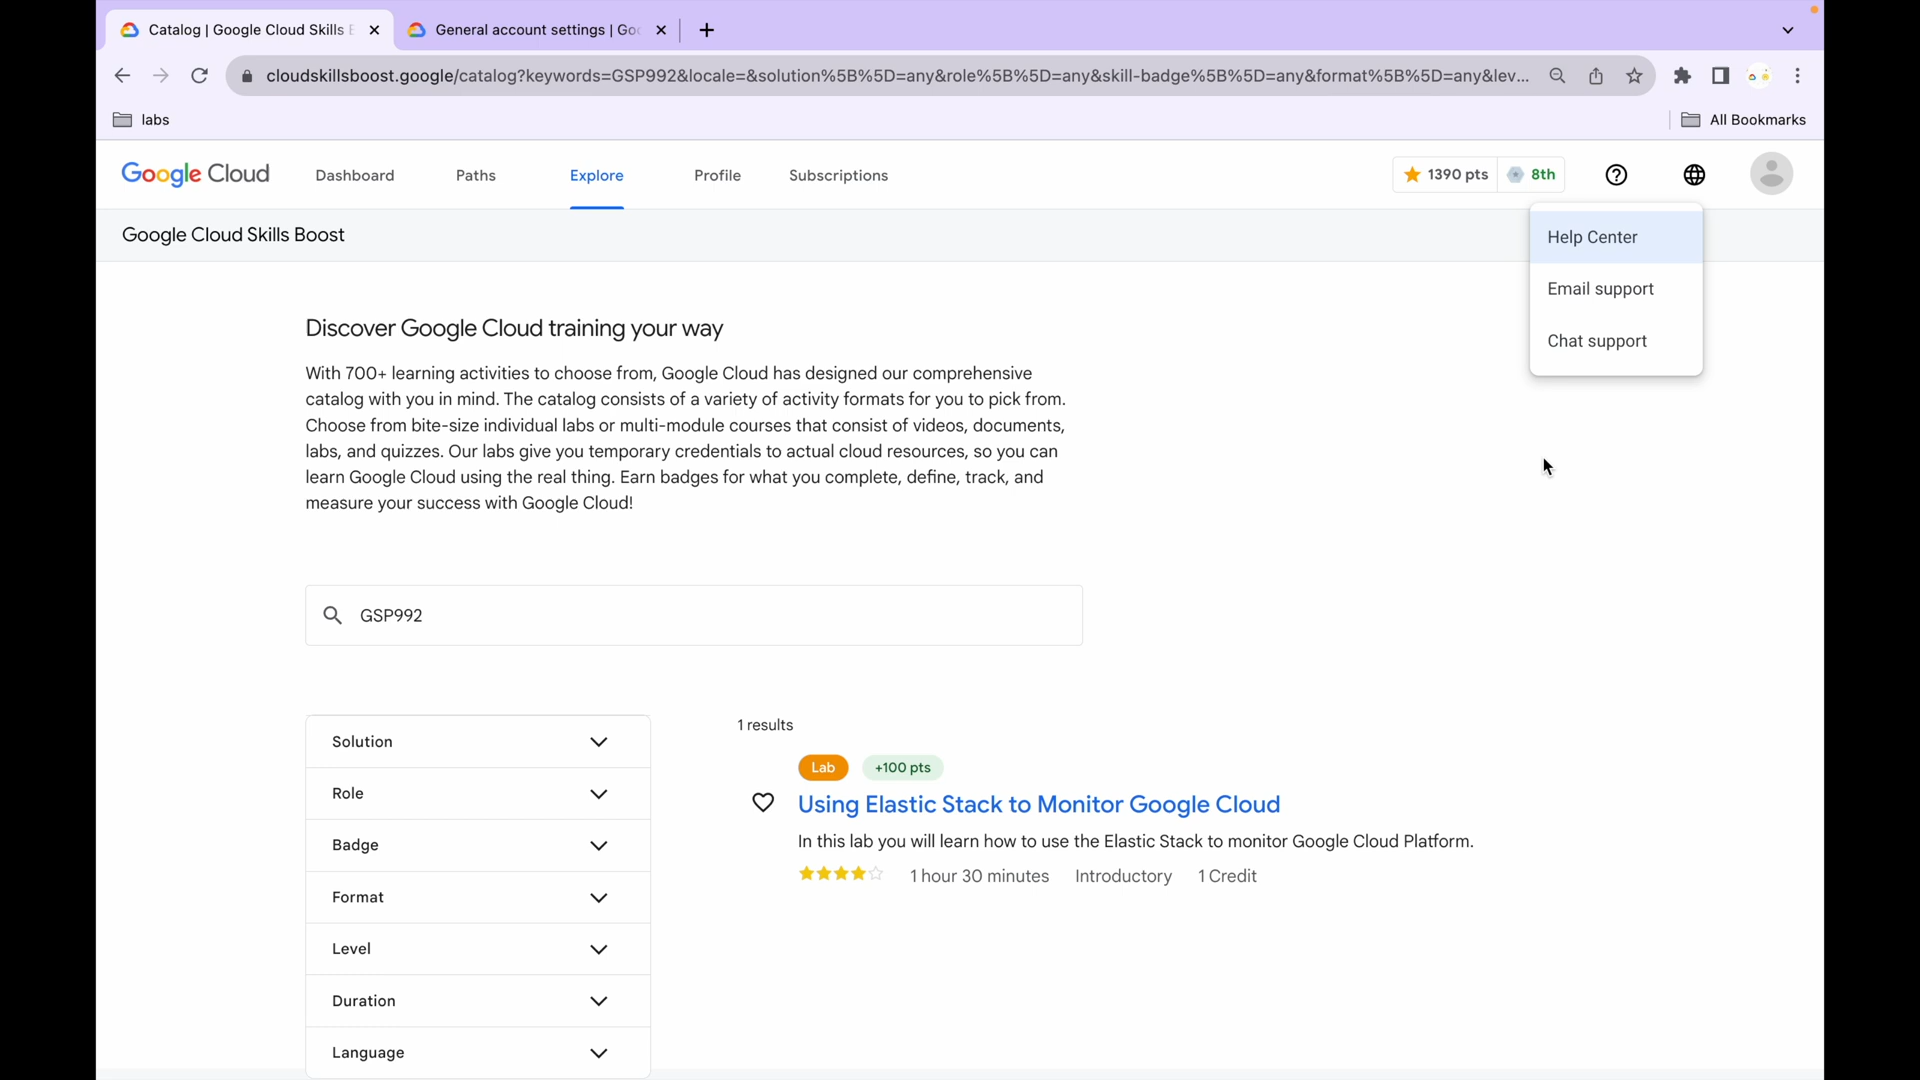 Catalog | Google Cloud Skills B
General account settings | Goo
cloudskillsboost.google/catalog?keywords=GSP992&locale=&solution%5B%5D=any&role%5B%5D=any&skill-badge%5B%5D=any&format%5B%5D=any&lev...
labs
All Bookmarks
Google Cloud
Dashboard
Paths
Explore
Profile
Subscriptions
1390 pts
8th
Google Cloud Skills Boost
Help Center
Email support
Chat support
Discover Google Cloud training your way
With 700+ learning activities to choose from, Google Cloud has designed our comprehensive
catalog with you in mind. The catalog consists of a variety of activity formats for you to pick from.
Choose from bite-size individual labs or multi-module courses that consist of videos, documents,
labs, and quizzes. Our labs give you temporary credentials to actual cloud resources, so you can
learn Google Cloud using the real thing. Earn badges for what you complete, define, track, and
measure your success with Google Cloud!
GSP992
Solution
Role
Badge
Format
Level
Duration
Language
1 results
Lab
+100 pts
Using Elastic Stack to Monitor Google Cloud
In this lab you will learn how to use the Elastic Stack to monitor Google Cloud Platform.
1 hour 30 minutes
Introductory
1 Credit